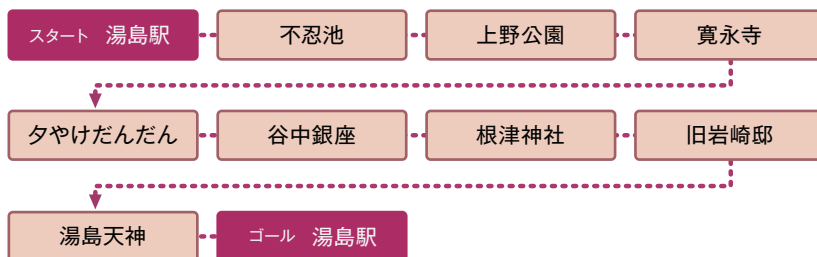 スタート 湯島駅
不忍池
上野公園
寛永寺
夕やけだんだん
谷中銀座
根津神社
旧岩崎邸
湯島天神
ゴール 湯島駅